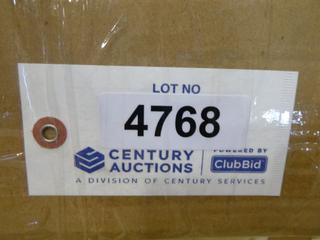 LOT NO
4768
CENTURY AUCTIONS
POWERED BY
ClubBid
A DIVISION OF CENTURY SERVICES